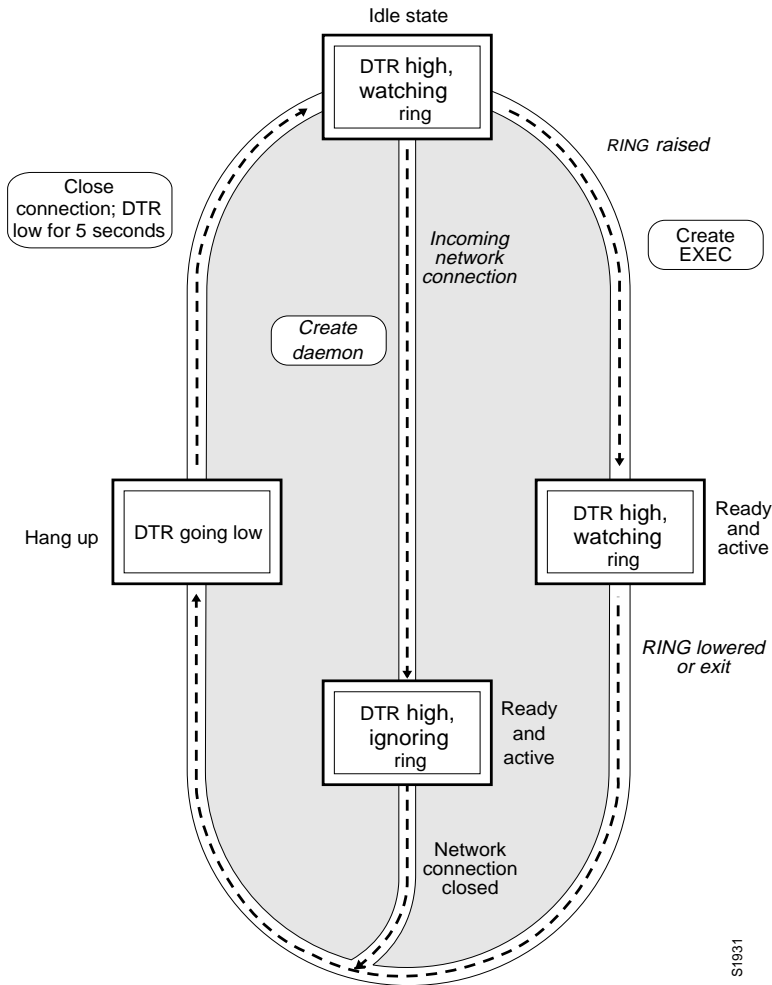 Idle state
DTR high,
watching
ring
RING raised
Close
connection; DTR
low for 5 seconds
Create
EXEC
Incoming
network
connection
Create
daemon
Hang up
DTR going low
DTR high,
watching
ring
Ready
and
active
RING lowered
or exit
DTR high,
ignoring
ring
Ready
and
active
Network
connection
closed
S1931